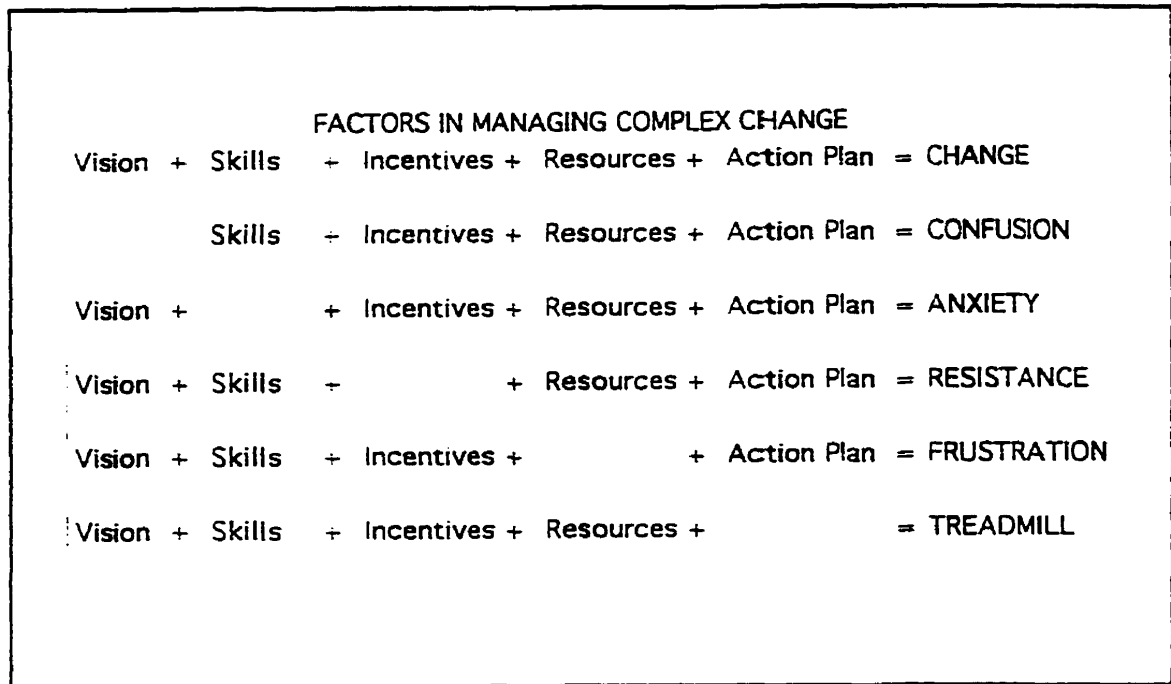 FACTORS IN MANAGING COMPLEX CHANGE
Vision + Skills + Incentives + Resources + Action Plan = CHANGE
Skills + Incentives + Resources + Action Plan = CONFUSION
Vision + + Incentives + Resources + Action Plan = ANXIETY
Vision + Skills + + Resources + Action Plan = RESISTANCE
Vision + Skills + Incentives + + Action Plan = FRUSTRATION
Vision + Skills + Incentives + Resources + = TREADMILL